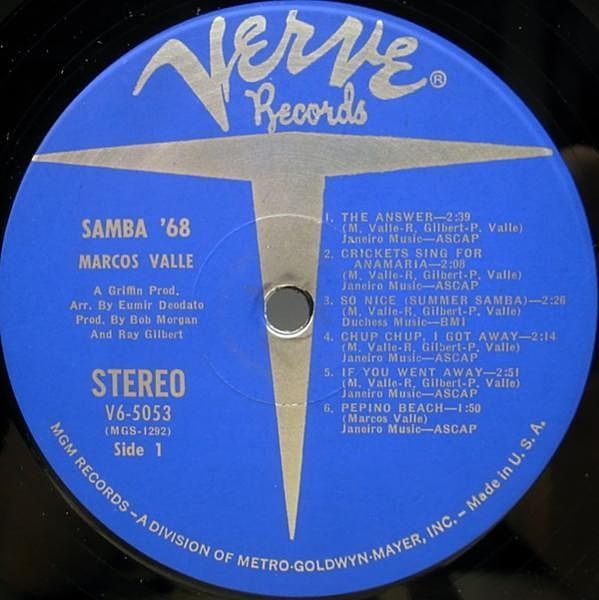 VERVE ®
Records
SAMBA '68
MARCOS VALLE
A Griffin Prod.
Arr. By Eumir Deodato
Prod. By Bob Morgan
And Ray Gilbert
STEREO
V6-5053
(MGS-1292)
Side 1
1. THE ANSWER—2:39
(M. Valle-R. Gilbert-P. Valle)
Janeiro Music—ASCAP
2. CRICKETS SING FOR
ANAMARIA—2:08
(M. Valle-R. Gilbert-P. Valle)
Janeiro Music—ASCAP
3. SO NICE (SUMMER SAMBA)—2:26
(M. Valle-R, Gilbert-P. Valle)
Duchess Music—BMI
4. CHUP CHUP, I GOT AWAY—2:14
(M. Valle-R, Gilbert-P. Valle)
Janeiro Music—ASCAP
5. IF YOU WENT AWAY—2:51
(M. Valle-R, Gilbert-P. Valle)
Janeiro Music—ASCAP
6. PEPINO BEACH—1:50
(Marcos Valle)
Janeiro Music—ASCAP
MGM RECORDS – A DIVISION OF METRO-GOLDWYN-MAYER, INC. – Made in U.S.A.